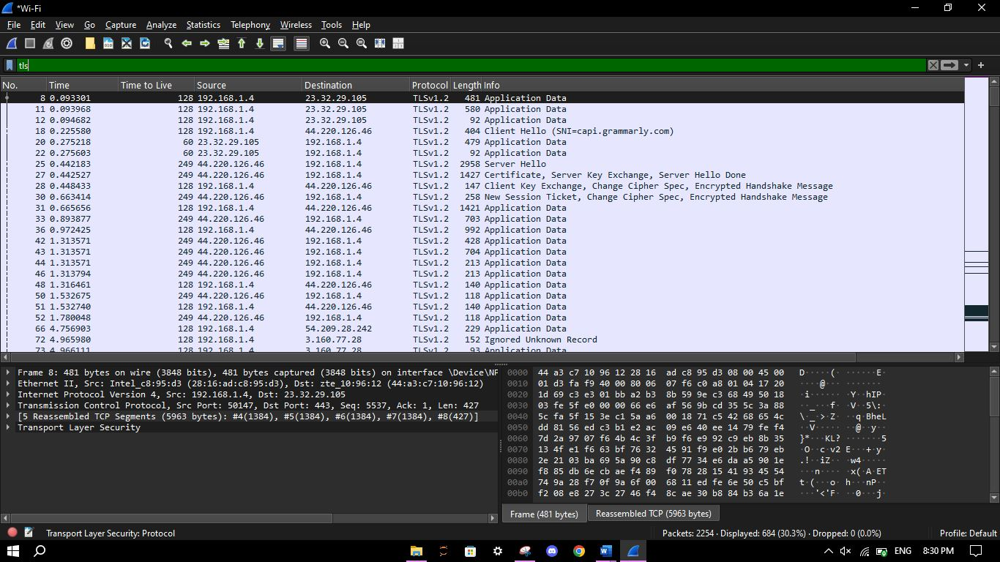 *Wi-Fi
File Edit View Go Capture Analyze Statistics Telephony Wireless Tools Help
tls
No. Time Time to Live Source Destination Protocol Length Info
8 0.093301 128 192.168.1.4 23.32.29.105 TLSv1.2 481 Application Data
11 0.093968 128 192.168.1.4 23.32.29.105 TLSv1.2 580 Application Data
12 0.094682 128 192.168.1.4 23.32.29.105 TLSv1.2 92 Application Data
18 0.225580 128 192.168.1.4 44.220.126.46 TLSv1.2 404 Client Hello (SNI=capi.grammarly.com)
20 0.275218 60 23.32.29.105 192.168.1.4 TLSv1.2 479 Application Data
22 0.275603 60 23.32.29.105 192.168.1.4 TLSv1.2 92 Application Data
25 0.442183 249 44.220.126.46 192.168.1.4 TLSv1.2 2958 Server Hello
27 0.442527 249 44.220.126.46 192.168.1.4 TLSv1.2 1427 Certificate, Server Key Exchange, Server Hello Done
28 0.448433 128 192.168.1.4 44.220.126.46 TLSv1.2 147 Client Key Exchange, Change Cipher Spec, Encrypted Handshake Message
30 0.663414 249 44.220.126.46 192.168.1.4 TLSv1.2 258 New Session Ticket, Change Cipher Spec, Encrypted Handshake Message
31 0.665656 128 192.168.1.4 44.220.126.46 TLSv1.2 1421 Application Data
33 0.893877 249 44.220.126.46 192.168.1.4 TLSv1.2 703 Application Data
36 0.972425 128 192.168.1.4 44.220.126.46 TLSv1.2 992 Application Data
42 1.313571 249 44.220.126.46 192.168.1.4 TLSv1.2 428 Application Data
43 1.313571 249 44.220.126.46 192.168.1.4 TLSv1.2 704 Application Data
44 1.313571 249 44.220.126.46 192.168.1.4 TLSv1.2 213 Application Data
46 1.313794 249 44.220.126.46 192.168.1.4 TLSv1.2 213 Application Data
48 1.316461 128 192.168.1.4 44.220.126.46 TLSv1.2 140 Application Data
50 1.532675 249 44.220.126.46 192.168.1.4 TLSv1.2 118 Application Data
51 1.532740 128 192.168.1.4 44.220.126.46 TLSv1.2 140 Application Data
52 1.780048 249 44.220.126.46 192.168.1.4 TLSv1.2 118 Application Data
66 4.756903 128 192.168.1.4 54.209.28.242 TLSv1.2 229 Application Data
72 4.965980 128 192.168.1.4 3.160.77.28 TLSv1.2 152 Ignored Unknown Record
73 4.966111 128 192.168.1.4 3.160.77.28 TLSv1.2 93 Application Data
Frame 8: 481 bytes on wire (3848 bits), 481 bytes captured (3848 bits) on interface \Device\NP
Ethernet II, Src: Intel_c8:95:d3 (28:16:ad:c8:95:d3), Dst: zte_10:96:12 (44:a3:c7:10:96:12)
Internet Protocol Version 4, Src: 192.168.1.4, Dst: 23.32.29.105
Transmission Control Protocol, Src Port: 50147, Dst Port: 443, Seq: 5537, Ack: 1, Len: 427
[5 Reassembled TCP Segments (5963 bytes): #4(1384), #5(1384), #6(1384), #7(1384), #8(427)]
Transport Layer Security
0000 44 a3 c7 10 96 12 28 16 ad c8 95 d3 08 00 45 00 D·····(· ······E·
0010 01 d3 fa f9 40 00 80 06 07 f6 c0 a8 01 04 17 20 ····@··· ·······
0020 1d 69 c3 e3 01 bb a2 b3 8b 59 9e c3 68 49 50 18 ·i······ ·Y··hIP·
0030 03 fe 5f e0 00 00 66 e6 af 56 9b cd 35 5c 3a 88 ··_···f· ·V··5\:·
0040 5c fa 5f 15 3e c1 5a a6 00 18 71 c5 42 68 65 4c \·_·>·Z· ··q·BheL
0050 dd 81 56 ed c3 b1 e2 ac 09 e6 40 ee 14 79 fe f4 ··V····· ··@··y··
0060 7d 2a 97 07 f6 4b 4c 3f b9 f6 e9 92 c9 eb 8b 35 }*···KL? ·······5
0070 13 4f e1 f6 63 bf 76 32 45 91 f9 e0 2b b6 79 eb ·O··c·v2 E···+·y·
0080 2e 21 03 ba 69 5a 90 c8 df 77 34 e6 da a5 90 1e .!··iZ·· ·w4·····
0090 f8 85 db 6e cb ae f4 89 f0 78 28 15 41 93 45 54 ···n···· ·x(·A·ET
00a0 74 9a 28 f7 0f 9a 6f 00 68 11 ed fe 6e 50 c5 bf t·(···o· h···nP··
00b0 f2 08 e8 27 3c 27 46 f4 8c ae 30 b8 84 b3 6a 1e ···'<'F· ··0···j·
Frame (481 bytes) Reassembled TCP (5963 bytes)
Transport Layer Security: Protocol Packets: 2254 · Displayed: 684 (30.3%) · Dropped: 0 (0.0%) Profile: Default
ENG 8:30 PM